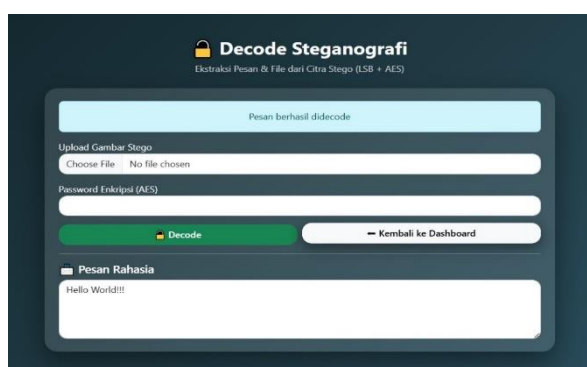 Decode Steganografi
Ekstraksi Pesan & File dari Citra Stego (LSB + AES)
Pesan berhasil didecode
Upload Gambar Stego
Choose File No file chosen
Password Enkripsi (AES)
Decode
Kembali ke Dashboard
Pesan Rahasia
Hello World!!!